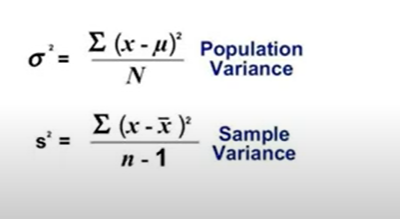 σ² = Σ (x - μ)² / N Population Variance
s² = Σ (x - x̄)² / n - 1 Sample Variance